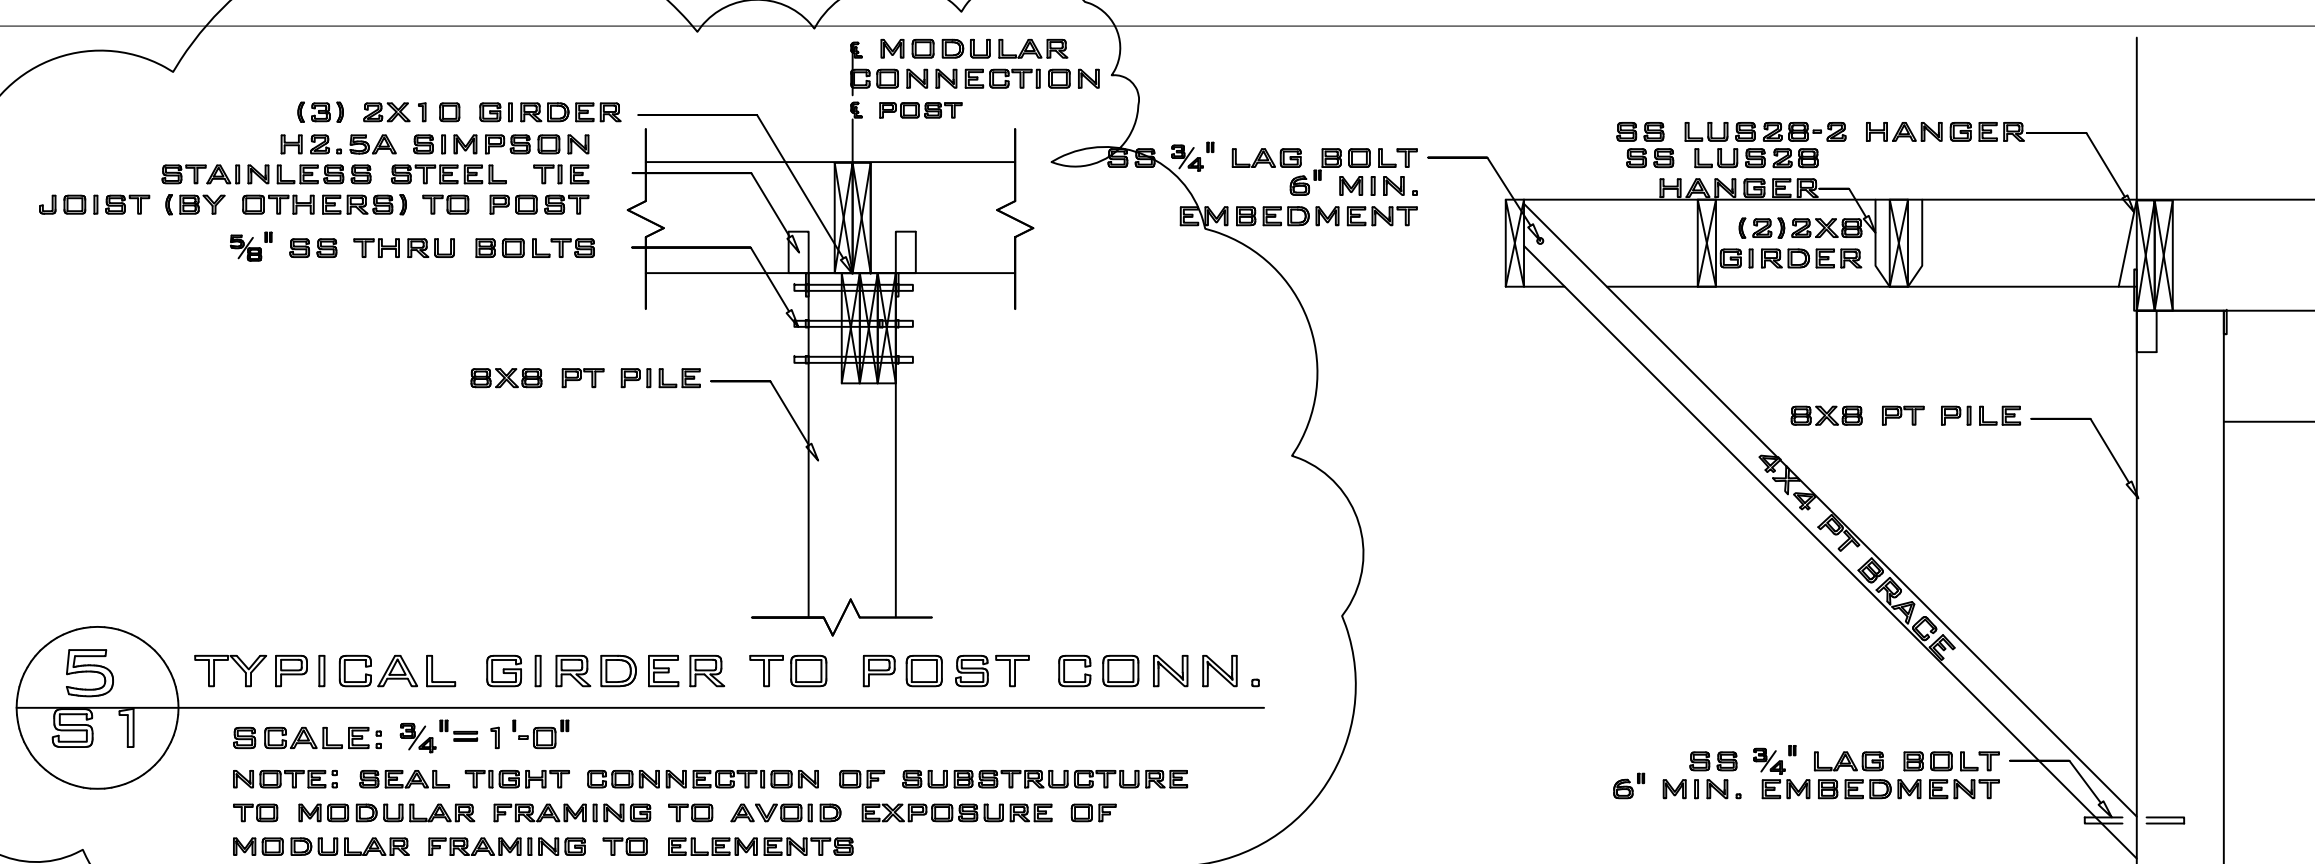 ℄ MODULAR
CONNECTION
℄ POST
(3) 2X10 GIRDER
H2.5A SIMPSON
STAINLESS STEEL TIE
JOIST (BY OTHERS) TO POST
⅝" SS THRU BOLTS
8X8 PT PILE
5
S1
TYPICAL GIRDER TO POST CONN.
SCALE: ¾"=1'-0"
NOTE: SEAL TIGHT CONNECTION OF SUBSTRUCTURE
TO MODULAR FRAMING TO AVOID EXPOSURE OF
MODULAR FRAMING TO ELEMENTS
SS ¾" LAG BOLT
6" MIN.
EMBEDMENT
SS LUS28-2 HANGER
SS LUS28
HANGER
(2)2X8
GIRDER
8X8 PT PILE
4X4 PT BRACE
SS ¾" LAG BOLT
6" MIN. EMBEDMENT